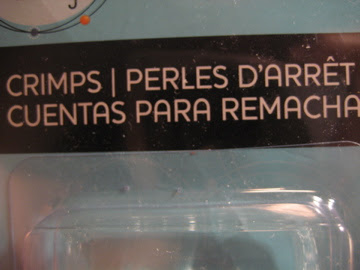 CRIMPS | PERLES D'ARRÊT
CUENTAS PARA REMACHA